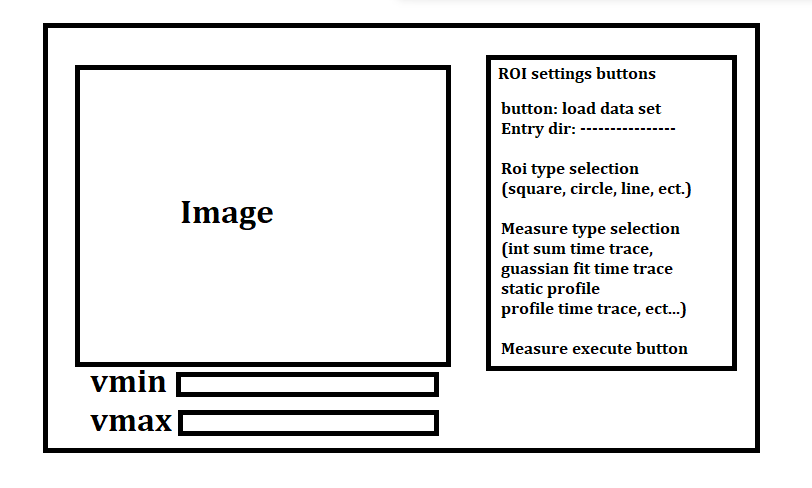 Image
vmin
vmax
ROI settings buttons
button: load data set
Entry dir: ----------------
Roi type selection
(square, circle, line, ect.)
Measure type selection
(int sum time trace,
guassian fit time trace
static profile
profile time trace, ect...)
Measure execute button